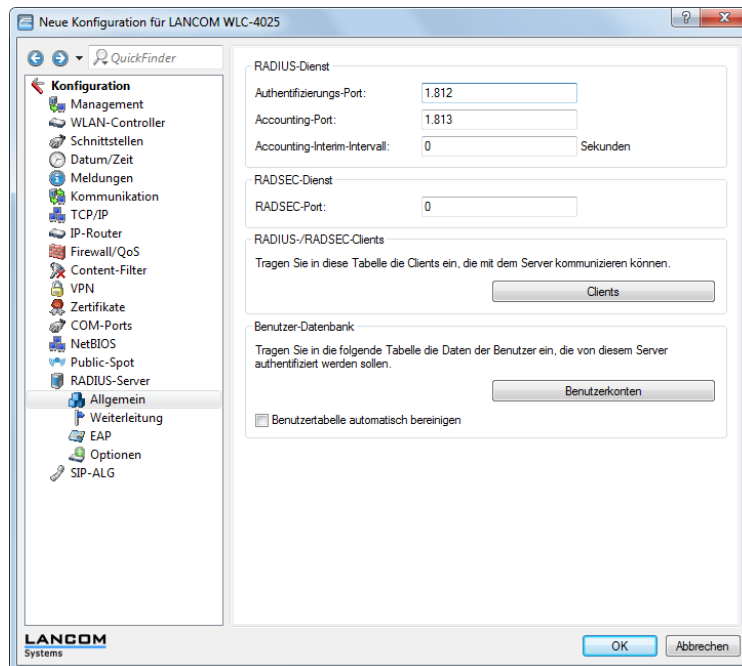 Neue Konfiguration für LANCOM WLC-4025
QuickFinder
Konfiguration
Management
WLAN-Controller
Schnittstellen
Datum/Zeit
Meldungen
Kommunikation
TCP/IP
IP-Router
Firewall/QoS
Content-Filter
VPN
Zertifikate
COM-Ports
NetBIOS
Public-Spot
RADIUS-Server
Allgemein
Weiterleitung
EAP
Optionen
SIP-ALG
RADIUS-Dienst
Authentifizierungs-Port: 1.812
Accounting-Port: 1.813
Accounting-Interim-Intervall: 0 Sekunden
RADSEC-Dienst
RADSEC-Port: 0
RADIUS-/RADSEC-Clients
Tragen Sie in diese Tabelle die Clients ein, die mit dem Server kommunizieren können.
Clients
Benutzer-Datenbank
Tragen Sie in die folgende Tabelle die Daten der Benutzer ein, die von diesem Server
authentifiziert werden sollen.
Benutzerkonten
Benutzertabelle automatisch bereinigen
LANCOM
Systems
OK Abbrechen